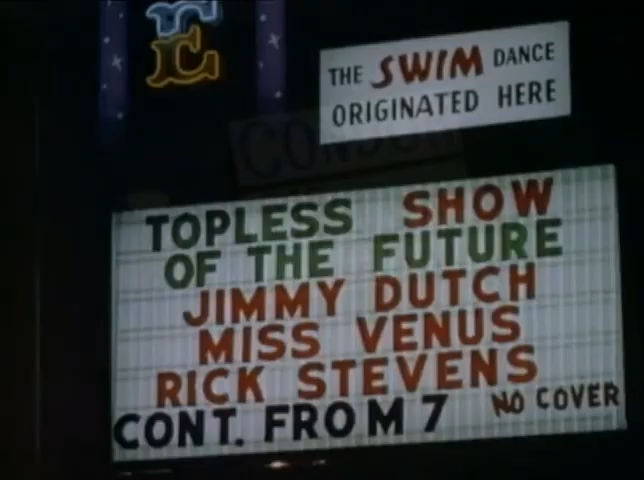 E
THE SWIM DANCE
ORIGINATED HERE
TOPLESS SHOW
OF THE FUTURE
JIMMY DUTCH
MISS VENUS
RICK STEVENS
CONT. FROM 7 NO COVER